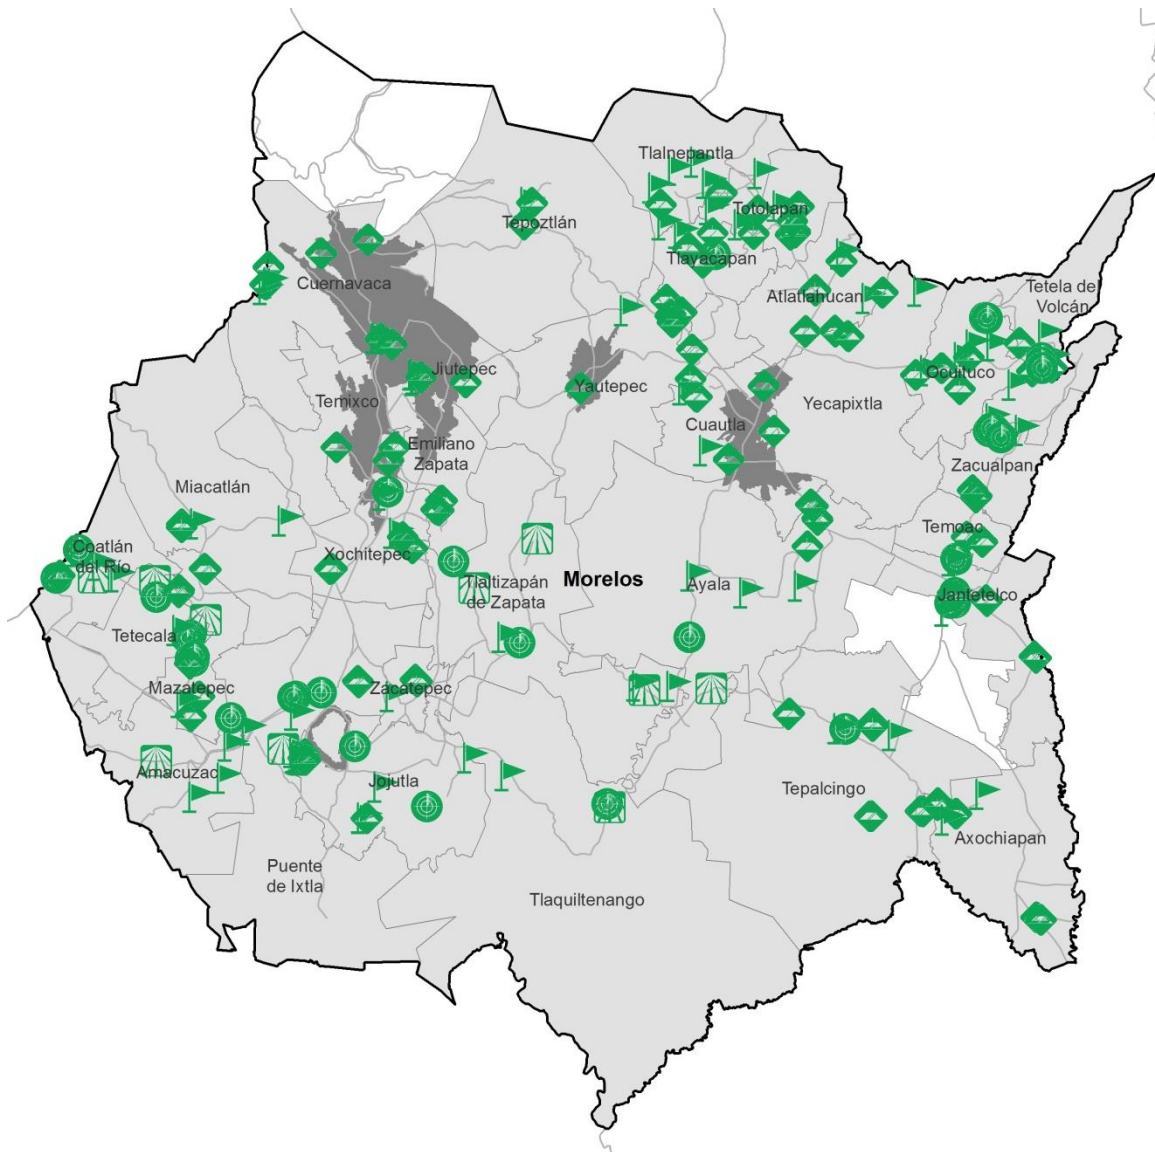 Tlalnepantla
Totolapan
Tepoztlán
Tlayacapan
Cuernavaca
Atlatlahucan
Tetela de
Volcán
Jiutepec
Ocuituco
Yautepec
Temixco
Yecapixtla
Cuautla
Emiliano
Zapata
Zacualpan
Miacatlán
Temoac
Coatlán
del Río
Xochitepec
Tlaltizapán
de Zapata
Morelos
Ayala
Jantetelco
Tetecala
Mazatepec
Zacatepec
Amacuzac
Jojutla
Tepalcingo
Axochiapan
Puente
de Ixtla
Tlaquiltenango